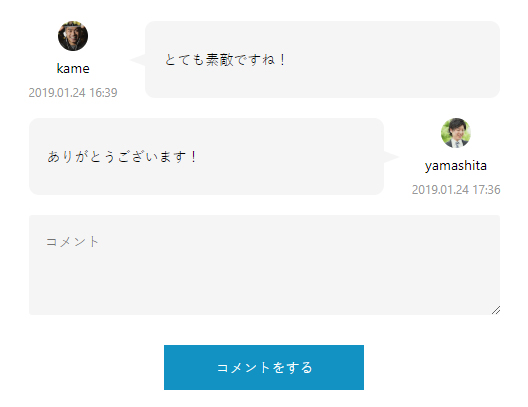 とても素敵ですね！
kame
2019.01.24 16:39
ありがとうございます！
yamashita
2019.01.24 17:36
コメント
コメントをする